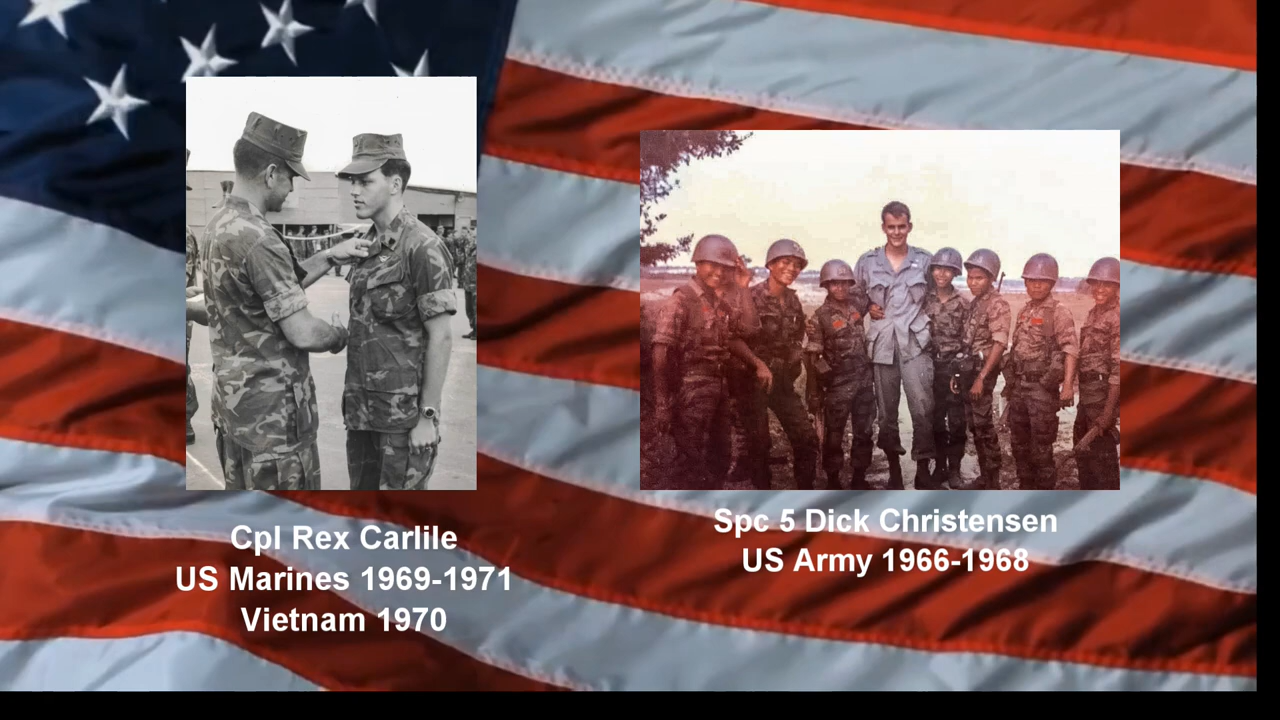 Cpl Rex Carlile
US Marines 1969-1971
Vietnam 1970
Spc 5 Dick Christensen
US Army 1966-1968